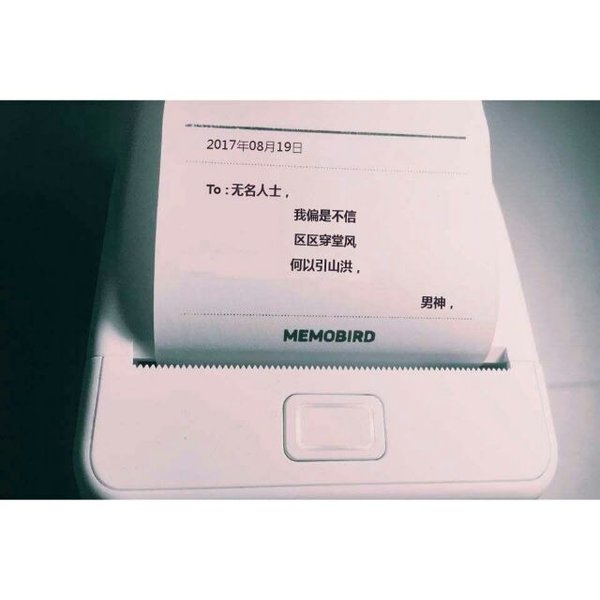 2017年08月19日
To : 无名人士 ，
我偏是不信
区区穿堂风
何以引山洪 ，
男神 ，
MEMOBIRD